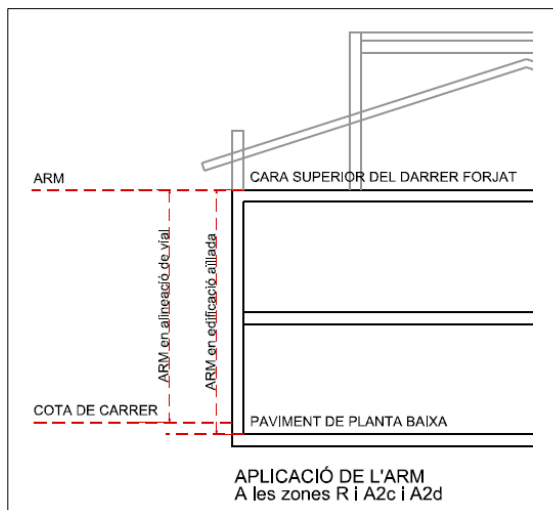 ARM
CARA SUPERIOR DEL DARRER FORJAT
ARM en alineació de vial
ARM en edificació aïllada
COTA DE CARRER
PAVIMENT DE PLANTA BAIXA
APLICACIÓ DE L'ARM
A les zones R i A2c i A2d